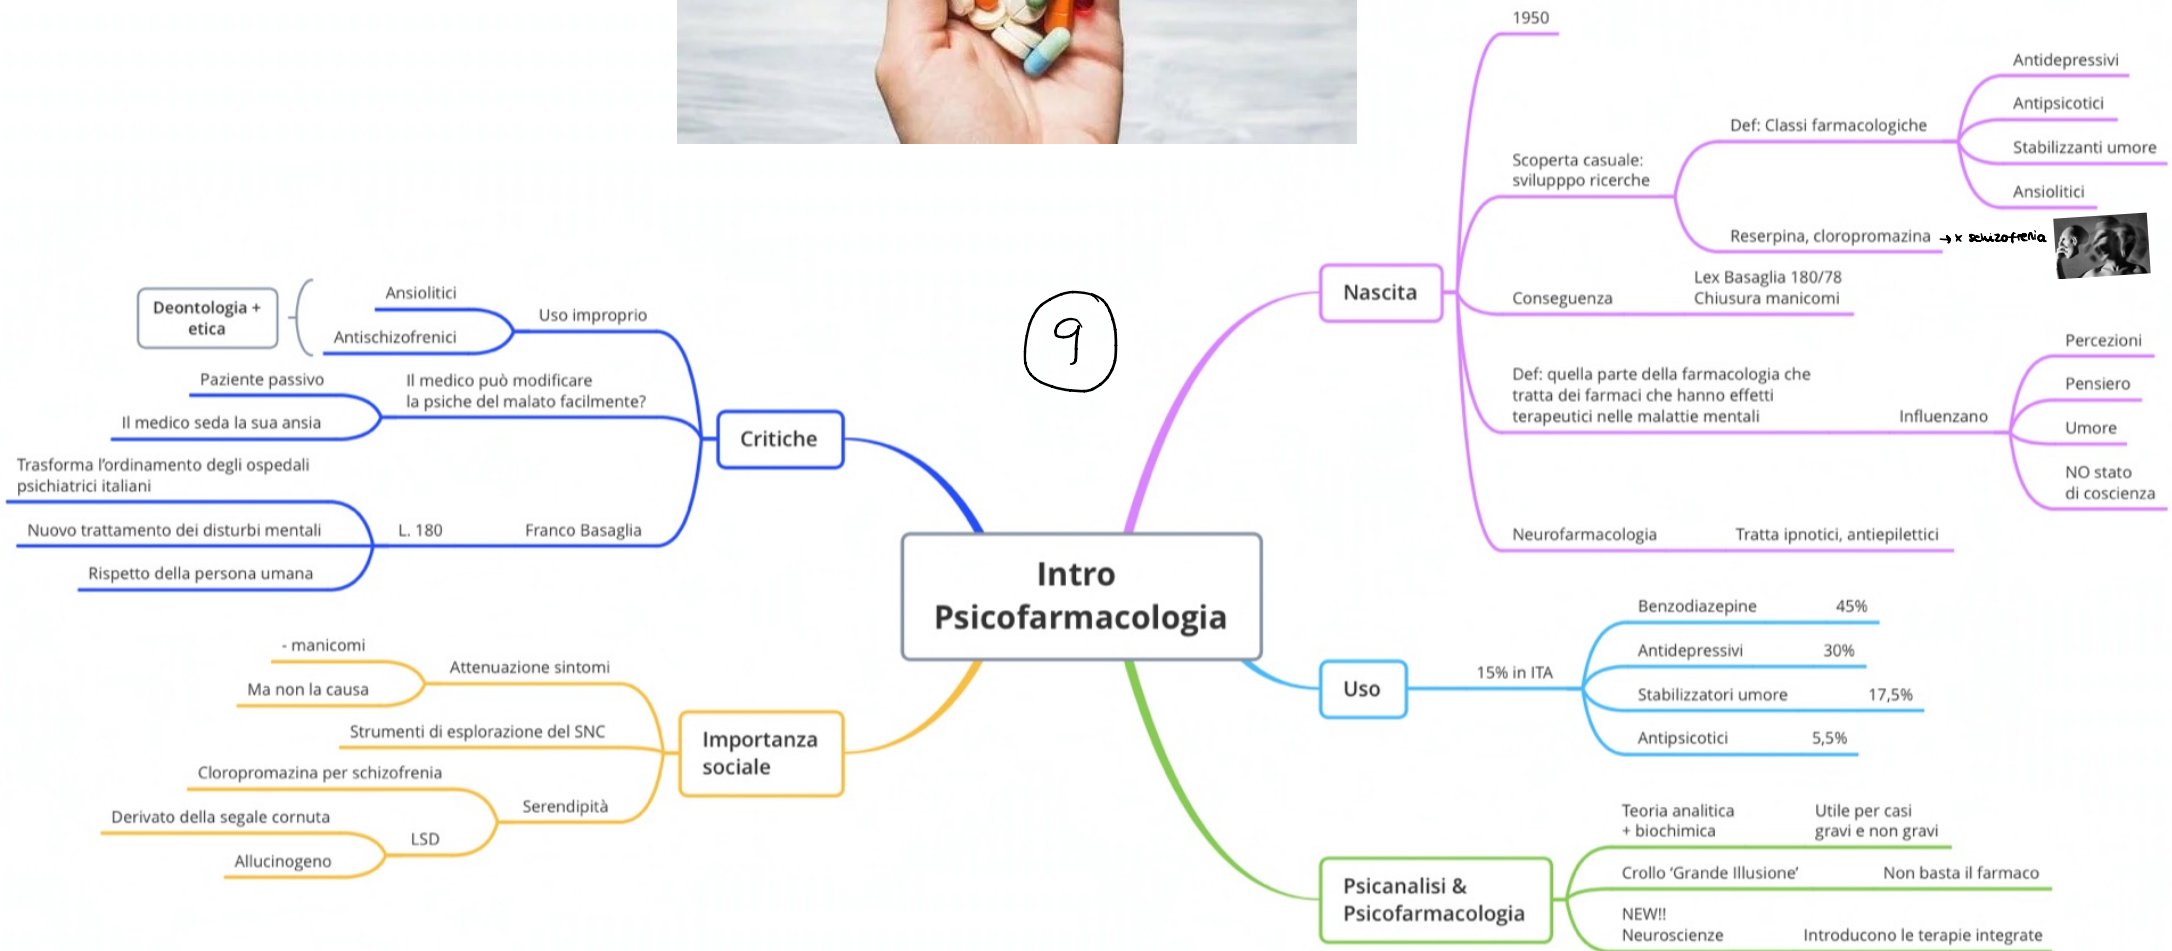 1950
Antidepressivi
Antipsicotici
Def: Classi farmacologiche
Stabilizzanti umore
Scoperta casuale:
svilupppo ricerche
Ansiolitici
Reserpina, cloropromazina → x schizofrenia
Nascita
Conseguenza
Lex Basaglia 180/78
Chiusura manicomi
Def: quella parte della farmacologia che
tratta dei farmaci che hanno effetti
terapeutici nelle malattie mentali
Influenzano
Percezioni
Pensiero
Umore
NO stato
di coscienza
Neurofarmacologia
Tratta ipnotici, antiepilettici
9
Deontologia +
etica
Ansiolitici
Antischizofrenici
Uso improprio
Paziente passivo
Il medico seda la sua ansia
Il medico può modificare
la psiche del malato facilmente?
Critiche
Trasforma l'ordinamento degli ospedali
psichiatrici italiani
Nuovo trattamento dei disturbi mentali
L. 180
Franco Basaglia
Rispetto della persona umana
Intro
Psicofarmacologia
- manicomi
Ma non la causa
Attenuazione sintomi
Strumenti di esplorazione del SNC
Importanza
sociale
Cloropromazina per schizofrenia
Serendipità
Derivato della segale cornuta
LSD
Allucinogeno
Uso
15% in ITA
Benzodiazepine 45%
Antidepressivi 30%
Stabilizzatori umore 17,5%
Antipsicotici 5,5%
Psicanalisi &
Psicofarmacologia
Teoria analitica
+ biochimica
Utile per casi
gravi e non gravi
Crollo ‘Grande Illusione’
Non basta il farmaco
NEW!!
Neuroscienze
Introducono le terapie integrate